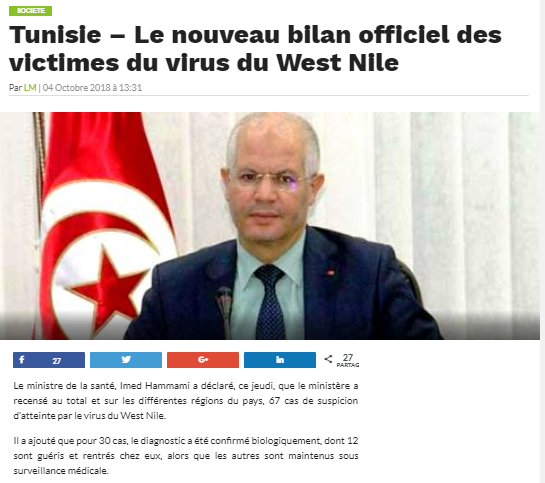 SOCIETE
Tunisie – Le nouveau bilan officiel des
victimes du virus du West Nile
Par LM | 04 Octobre 2018 à 13:31
27
27
PARTAG
Le ministre de la santé, Imed Hammami a déclaré, ce jeudi, que le ministère a
recensé au total et sur les différentes régions du pays, 67 cas de suspicion
d’atteinte par le virus du West Nile.
Il a ajouté que pour 30 cas, le diagnostic a été confirmé biologiquement, dont 12
sont guéris et rentrés chez eux, alors que les autres sont maintenus sous
surveillance médicale.